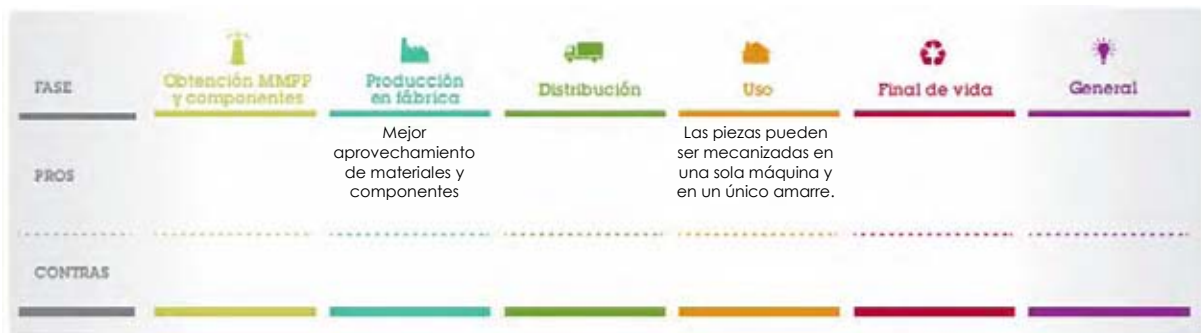 FASE
Obtención MMPP
y componentes
Producción
en fábrica
Distribución
Uso
Final de vida
General
PROS
Mejor
aprovechamiento
de materiales y
componentes
Las piezas pueden
ser mecanizadas en
una sola máquina y
en un único amarre.
CONTRAS